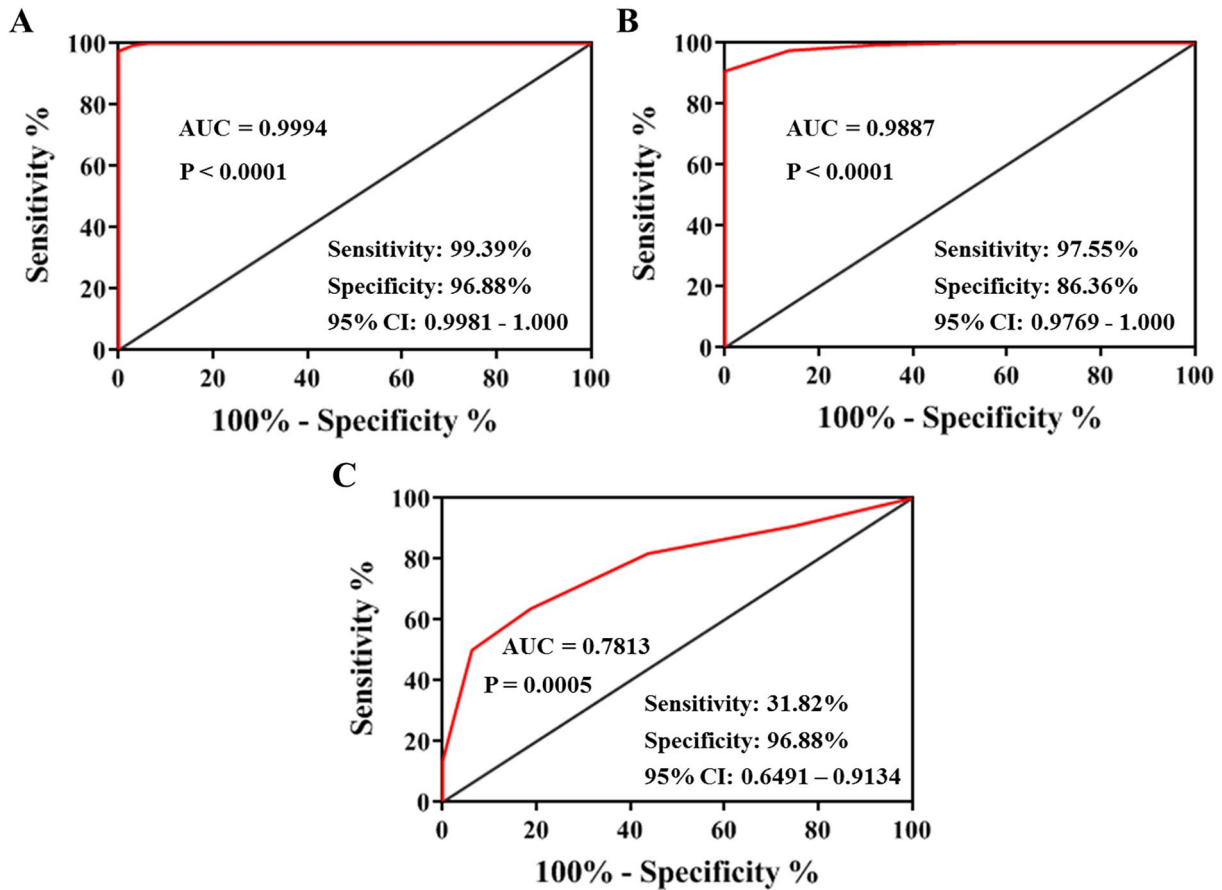 A
100
80
60
40
20
0
Sensitivity %
AUC = 0.9994
P < 0.0001
Sensitivity: 99.39%
Specificity: 96.88%
95% CI: 0.9981 - 1.000
0 20 40 60 80 100
100% - Specificity %
B
100
80
60
40
20
0
Sensitivity %
AUC = 0.9887
P < 0.0001
Sensitivity: 97.55%
Specificity: 86.36%
95% CI: 0.9769 - 1.000
0 20 40 60 80 100
100% - Specificity %
C
100
80
60
40
20
0
Sensitivity %
AUC = 0.7813
P = 0.0005
Sensitivity: 31.82%
Specificity: 96.88%
95% CI: 0.6491 – 0.9134
0 20 40 60 80 100
100% - Specificity %